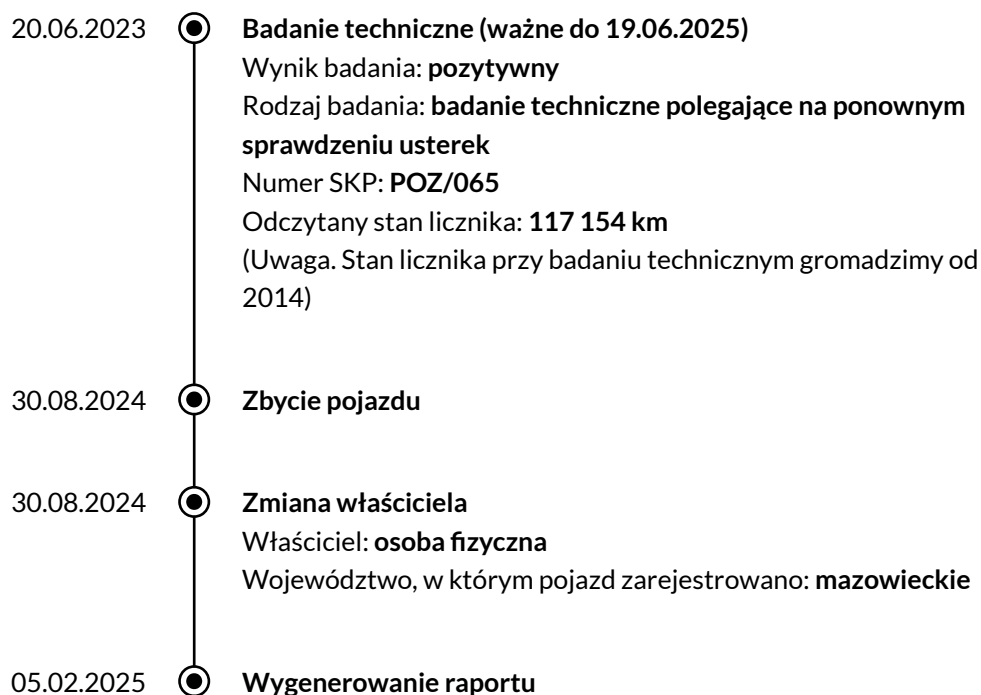 20.06.2023 Badanie techniczne (ważne do 19.06.2025)
Wynik badania: pozytywny
Rodzaj badania: badanie techniczne polegające na ponownym
sprawdzeniu usterek
Numer SKP: POZ/065
Odczytany stan licznika: 117 154 km
(Uwaga. Stan licznika przy badaniu technicznym gromadzimy od
2014)
30.08.2024 Zbycie pojazdu
30.08.2024 Zmiana właściciela
Właściciel: osoba fizyczna
Województwo, w którym pojazd zarejestrowano: mazowieckie
05.02.2025 Wygenerowanie raportu